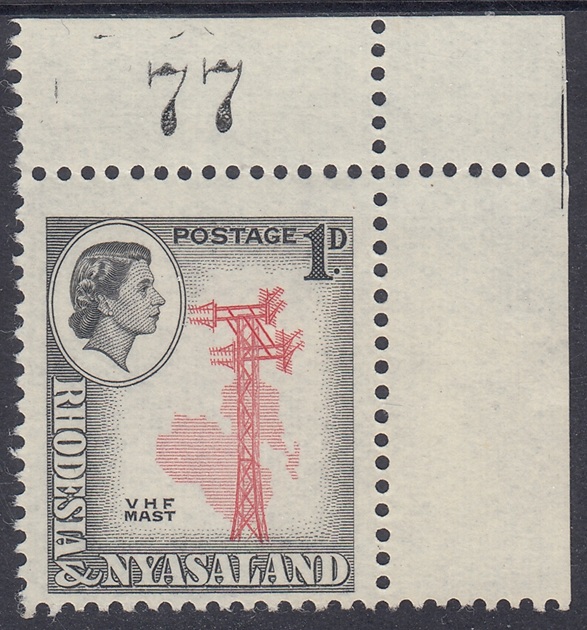 77
POSTAGE 1D.
VHF
MAST
RHODESIA
& NYASALAND